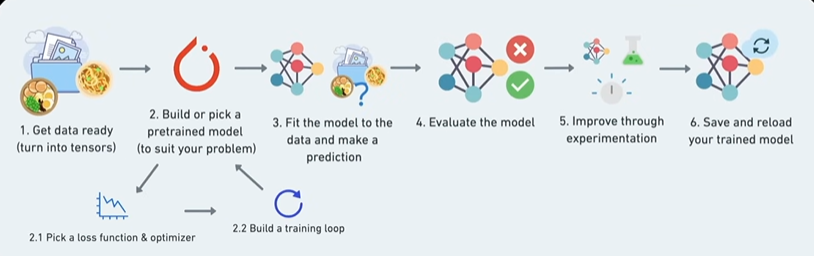 1. Get data ready
(turn into tensors)
2. Build or pick a
pretrained model
(to suit your problem)
3. Fit the model to the
data and make a
prediction
4. Evaluate the model
5. Improve through
experimentation
6. Save and reload
your trained model
2.1 Pick a loss function & optimizer
2.2 Build a training loop